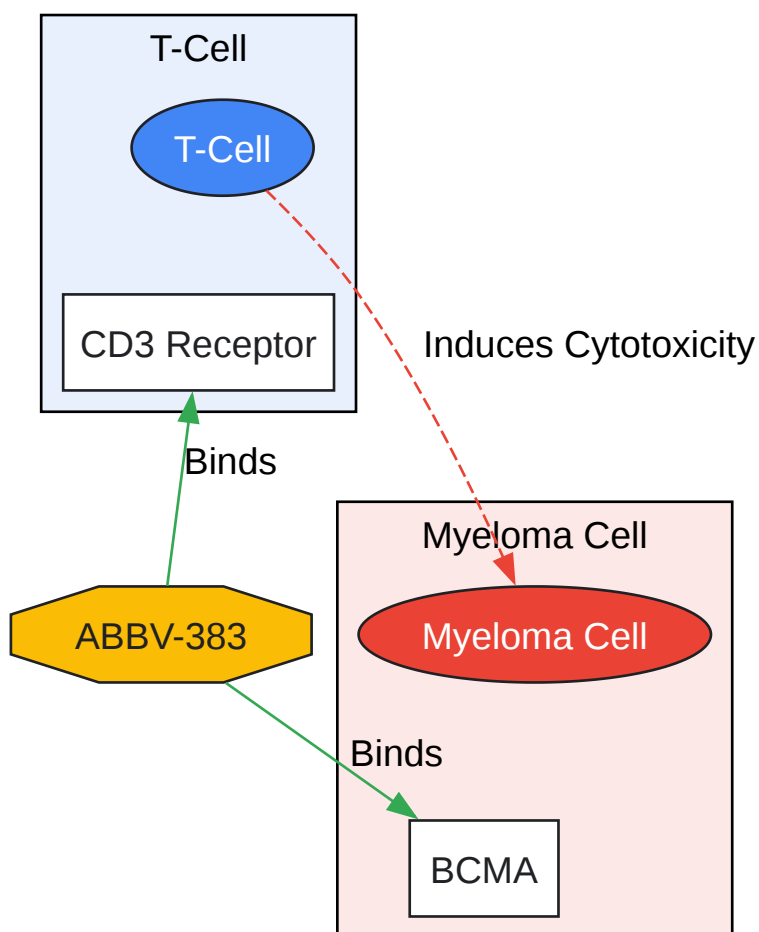 T-Cell
T-Cell
CD3 Receptor
Induces Cytotoxicity
Binds
Myeloma Cell
ABBV-383
Myeloma Cell
Binds
BCMA